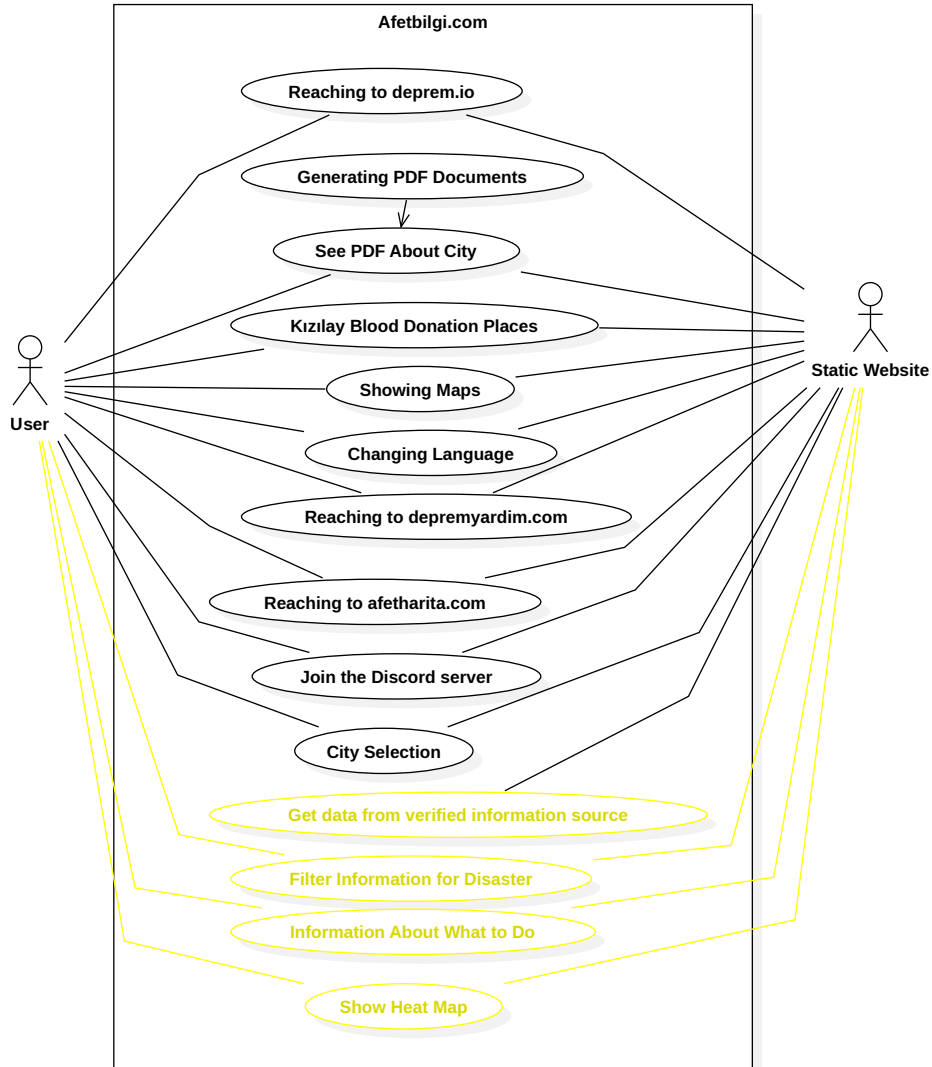 Afetbilgi.com
Reaching to deprem.io
Generating PDF Documents
See PDF About City
Kızılay Blood Donation Places
Static Website
Showing Maps
User
Changing Language
Reaching to depremyardim.com
Reaching to afetharita.com
Join the Discord server
City Selection
Get data from verified information source
Filter Information for Disaster
Information About What to Do
Show Heat Map